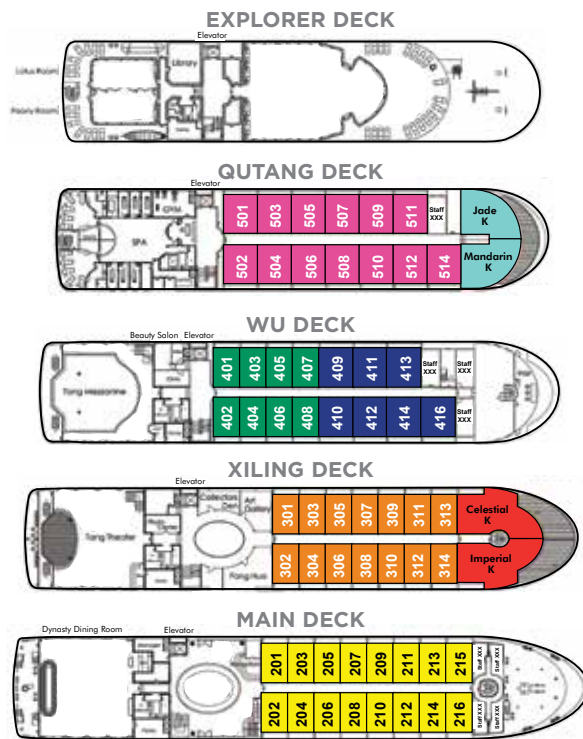 EXPLORER DECK
Elevator
Library
Lotus Room
Pearly Room
QUTANG DECK
Elevator
GYM
SPA
501 503 505 507 509 511
Staff XXX
Jade K
502 504 506 508 510 512 514
Mandarin K
WU DECK
Beauty Salon Elevator
Tang Mezzanine
401 403 405 407 409 411 413
Staff XXX
Staff XXX
402 404 406 408 410 412 414 416
Staff XXX
XILING DECK
Elevator
Collectors Den
Art Gallery
Tang Theater
301 303 305 307 309 311 313
Celestial K
302 304 306 308 310 312 314
Imperial K
MAIN DECK
Dynasty Dining Room
Elevator
201 203 205 207 209 211 213 215
Staff XXX
Staff XXX
202 204 206 208 210 212 214 216
Staff XXX
Staff XXX